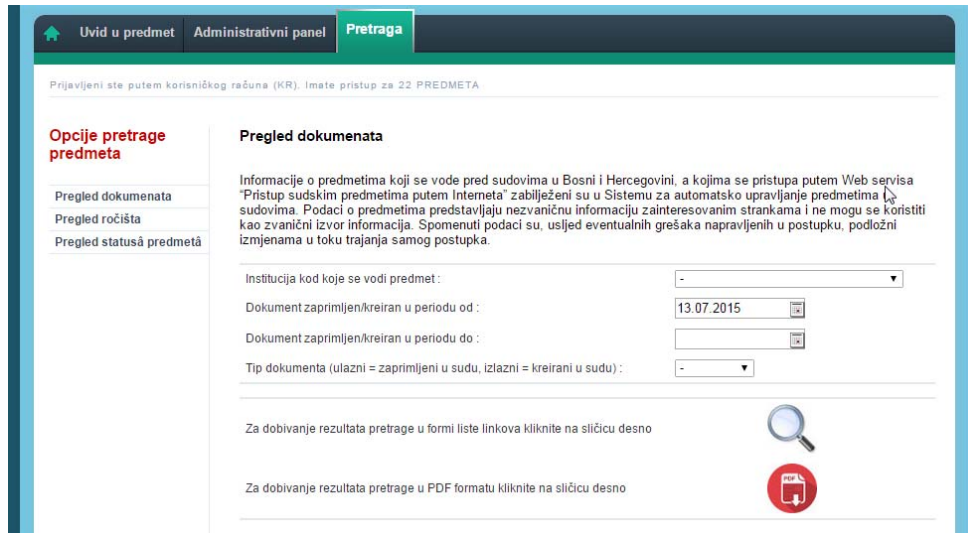 Uvid u predmet Administrativni panel Pretraga
Prijavljeni ste putem korisničkog računa (KR). Imate pristup za 22 PREDMETA
Opcije pretrage
predmeta
Pregled dokumenata
Pregled ročišta
Pregled statusâ predmetâ
Pregled dokumenata
Informacije o predmetima koji se vode pred sudovima u Bosni i Hercegovini, a kojima se pristupa putem Web servisa
"Pristup sudskim predmetima putem Interneta" zabilježeni su u Sistemu za automatsko upravljanje predmetima
sudovima. Podaci o predmetima predstavljaju nezvaničnu informaciju zainteresovanim strankama i ne mogu se koristiti
kao zvanični izvor informacija. Spomenuti podaci su, usljed eventualnih grešaka napravljenih u postupku, podložni
izmjenama u toku trajanja samog postupka.
Institucija kod koje se vodi predmet : -
Dokument zaprimljen/kreiran u periodu od : 13.07.2015
Dokument zaprimljen/kreiran u periodu do :
Tip dokumenta (ulazni = zaprimljeni u sudu, izlazni = kreirani u sudu) : -
Za dobivanje rezultata pretrage u formi liste linkova kliknite na sličicu desno
Za dobivanje rezultata pretrage u PDF formatu kliknite na sličicu desno
PDF